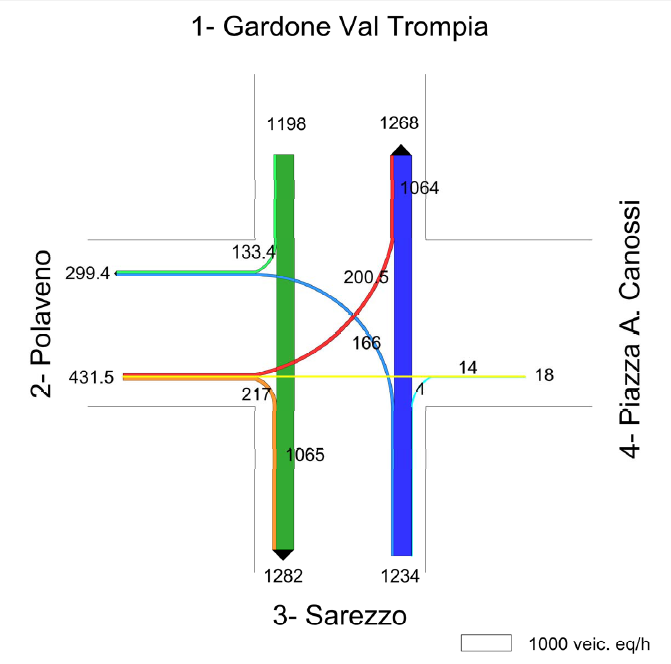 1- Gardone Val Trompia
1198
1268
1064
133.4
299.4
200.5
2- Polaveno
4- Piazza A. Canossi
166
14
18
431.5
217
1065
1282
1234
3- Sarezzo
1000 veic. eq/h